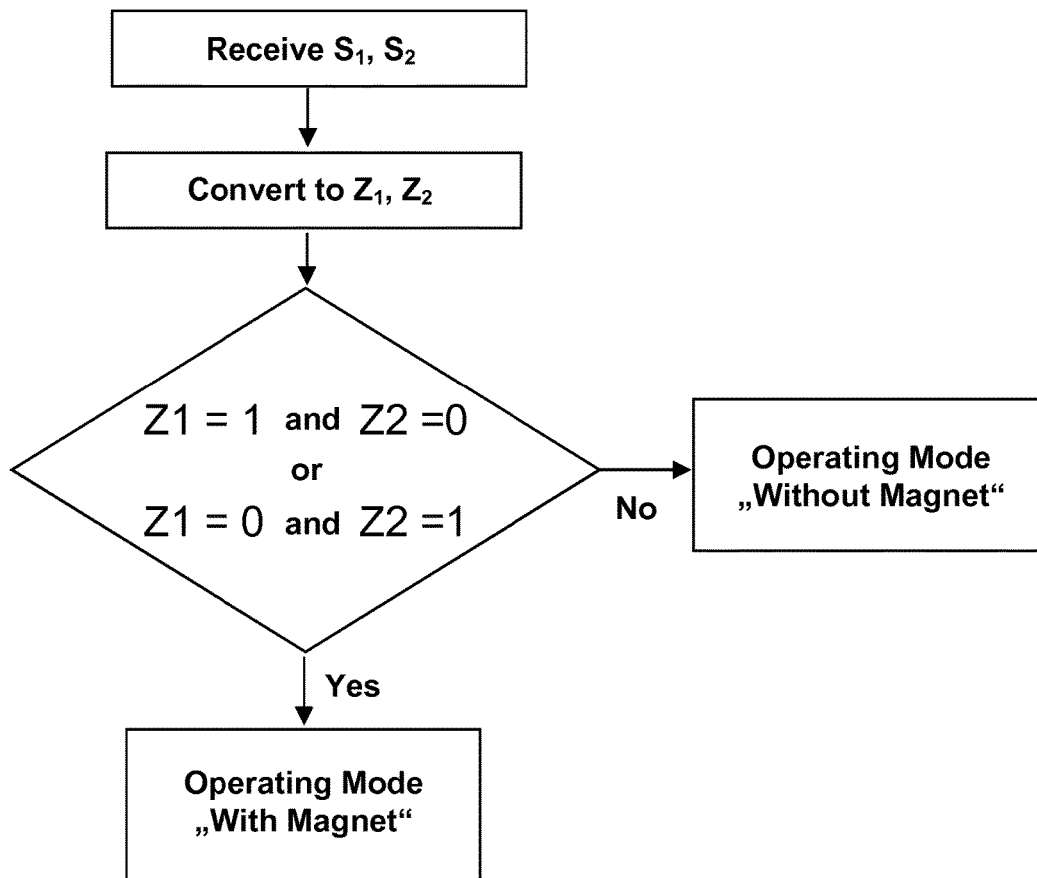 Receive S₁, S₂
Convert to Z₁, Z₂
Z1 = 1 and Z2 =0
or
Z1 = 0 and Z2 =1
No
Operating Mode
„Without Magnet“
Yes
Operating Mode
„With Magnet“